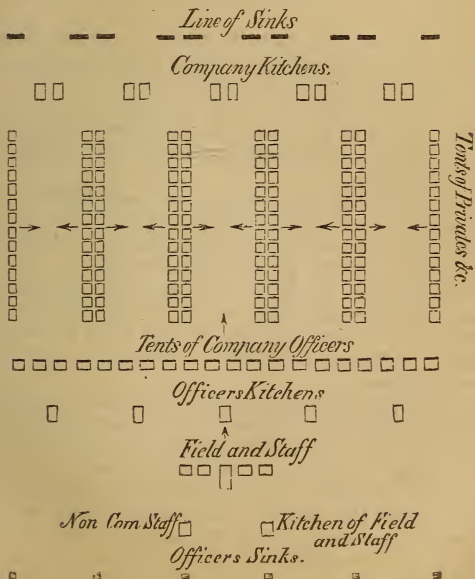 Line of Sinks
Company Kitchens.
Tents of Privates &c.
Tents of Company Officers
Officers Kitchens
Field and Staff
Non Com Staff
Kitchen of Field
and Staff
Officers Sinks.